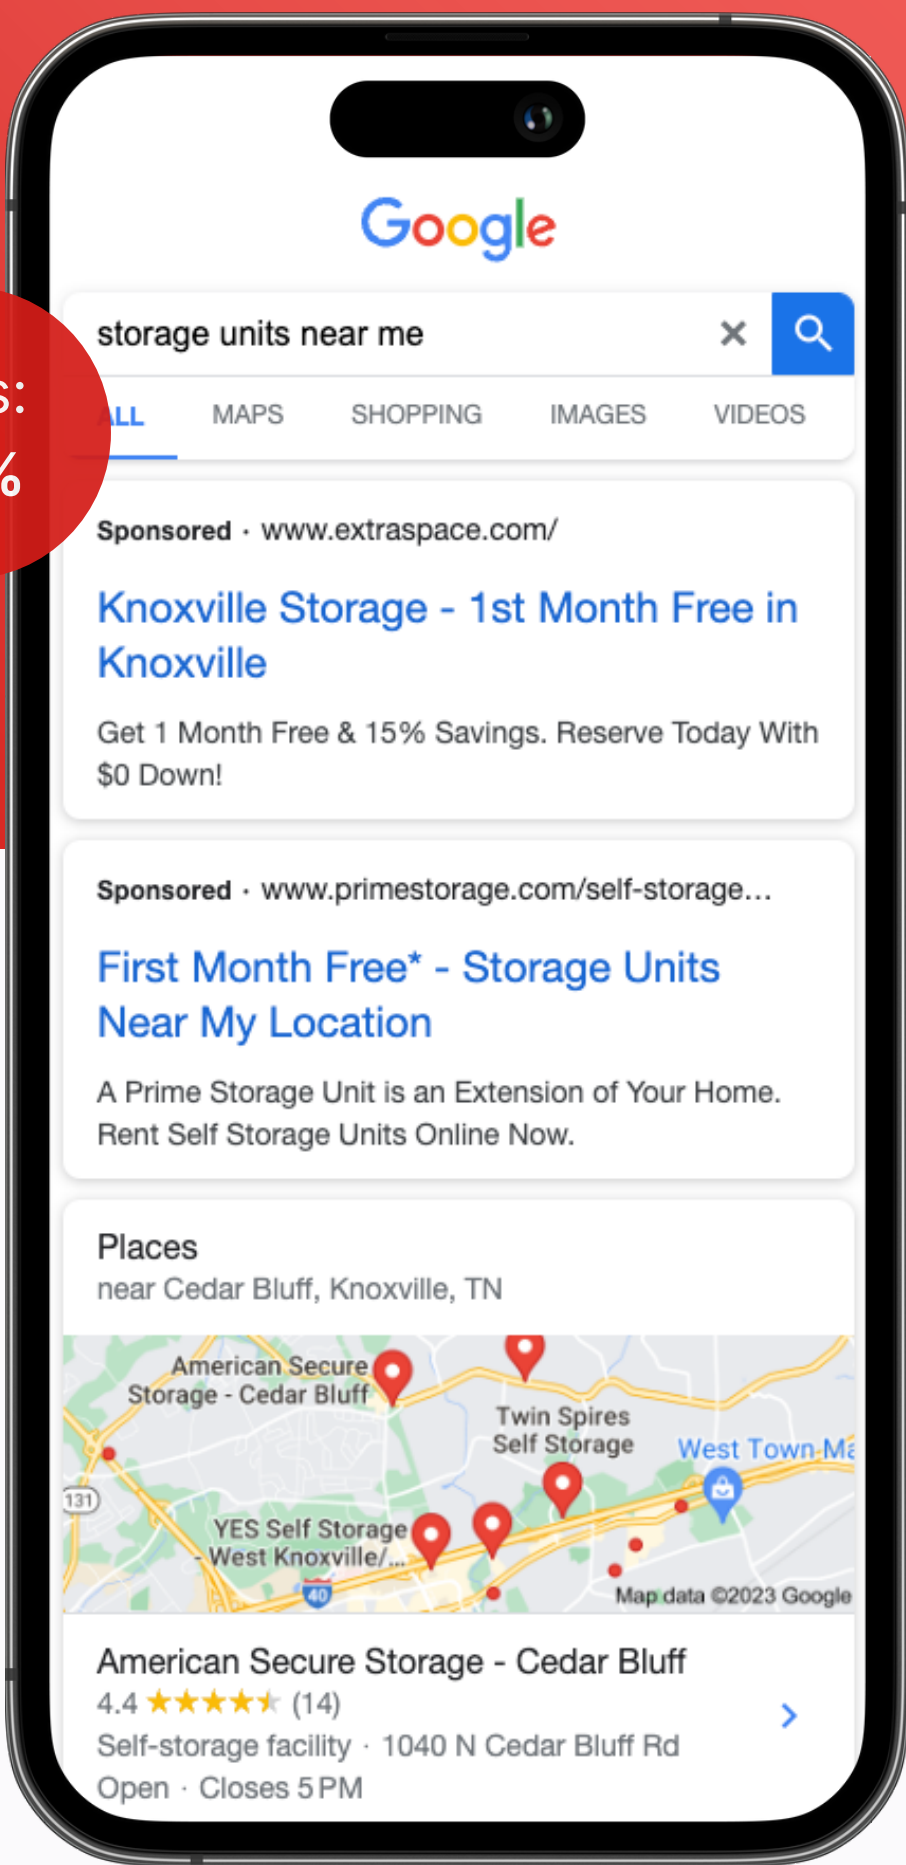 Google
storage units near me
ALL MAPS SHOPPING IMAGES VIDEOS
s:
%
Sponsored · www.extraspace.com/
Knoxville Storage - 1st Month Free in
Knoxville
Get 1 Month Free & 15% Savings. Reserve Today With
$0 Down!
Sponsored · www.primestorage.com/self-storage...
First Month Free* - Storage Units
Near My Location
A Prime Storage Unit is an Extension of Your Home.
Rent Self Storage Units Online Now.
Places
near Cedar Bluff, Knoxville, TN
American Secure
Storage - Cedar Bluff
Twin Spires
Self Storage
West Town Ma
131
YES Self Storage
- West Knoxville/...
40
Map data ©2023 Google
American Secure Storage - Cedar Bluff
4.4 (14)
Self-storage facility · 1040 N Cedar Bluff Rd
Open · Closes 5 PM